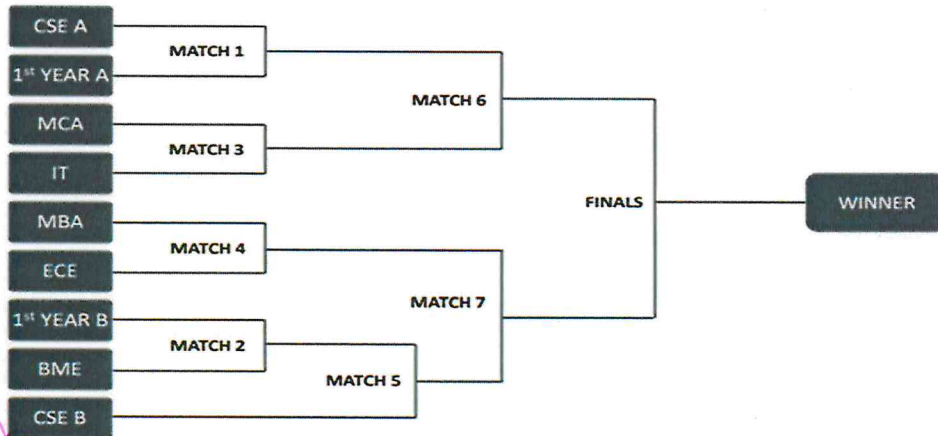 CSE A
MATCH 1
1st YEAR A
MATCH 6
MCA
MATCH 3
IT
FINALS
WINNER
MBA
MATCH 4
ECE
MATCH 7
1st YEAR B
MATCH 2
BME
MATCH 5
CSE B